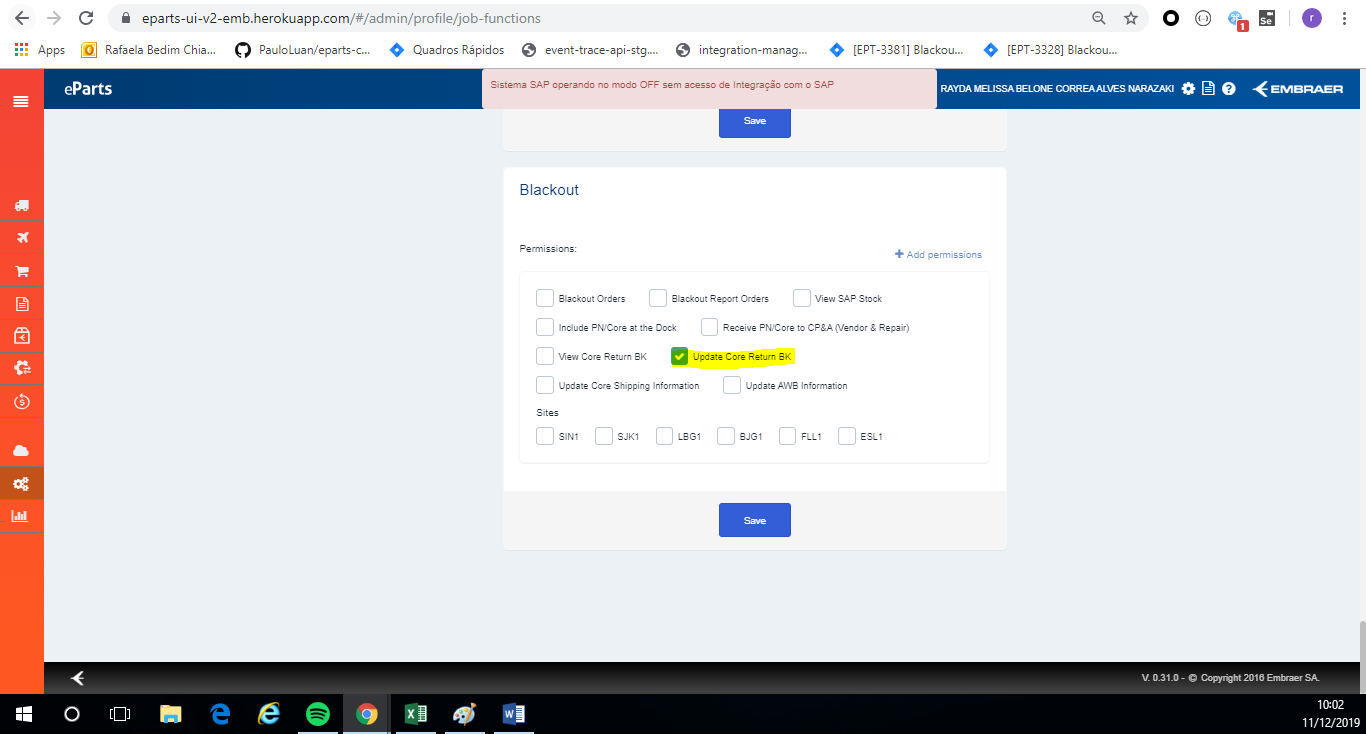 eparts-ui-v2-emb.herokuapp.com/#/admin/profile/job-functions
1
Se
r
Apps
Rafaela Bedim Chia...
PauloLuan/eparts-c...
Quadros Rápidos
event-trace-api-stg....
integration-manag...
[EPT-3381] Blackou...
[EPT-3328] Blackou...
eParts
Sistema SAP operando no modo OFF sem acesso de Integração com o SAP
RAYDA MELISSA BELONE CORREA ALVES NARAZAKI
EMBRAER
Save
Blackout
Permissions:
+ Add permissions
Blackout Orders
Blackout Report Orders
View SAP Stock
Include PN/Core at the Dock
Receive PN/Core to CP&A (Vendor & Repair)
View Core Return BK
Update Core Return BK
Update Core Shipping Information
Update AWB Information
Sites
SIN1
SJK1
LBG1
BJG1
FLL1
ESL1
Save
V. 0.31.0 - © Copyright 2016 Embraer SA.
10:02
11/12/2019